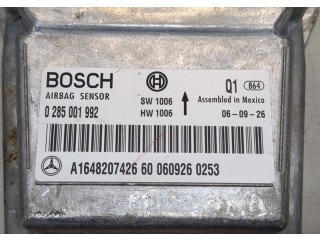 BOSCH
AIRBAG SENSOR
0 285 001 992
SW 1006
HW 1006
Q1 864
Assembled in Mexico
06-09-26
A1648207426 60 060926 0253